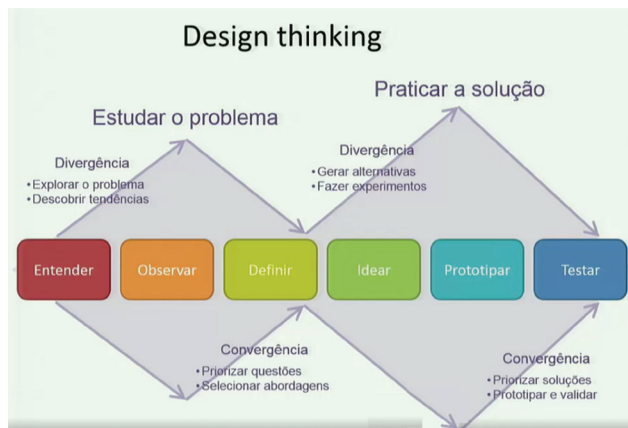 Design thinking
Praticar a solução
Estudar o problema
Divergência
•Explorar o problema
•Descobrir tendências
Divergência
•Gerar alternativas
•Fazer experimentos
Entender
Observar
Definir
Idear
Prototipar
Testar
Convergência
•Priorizar questões
•Selecionar abordagens
Convergência
•Priorizar soluções
•Prototipar e validar